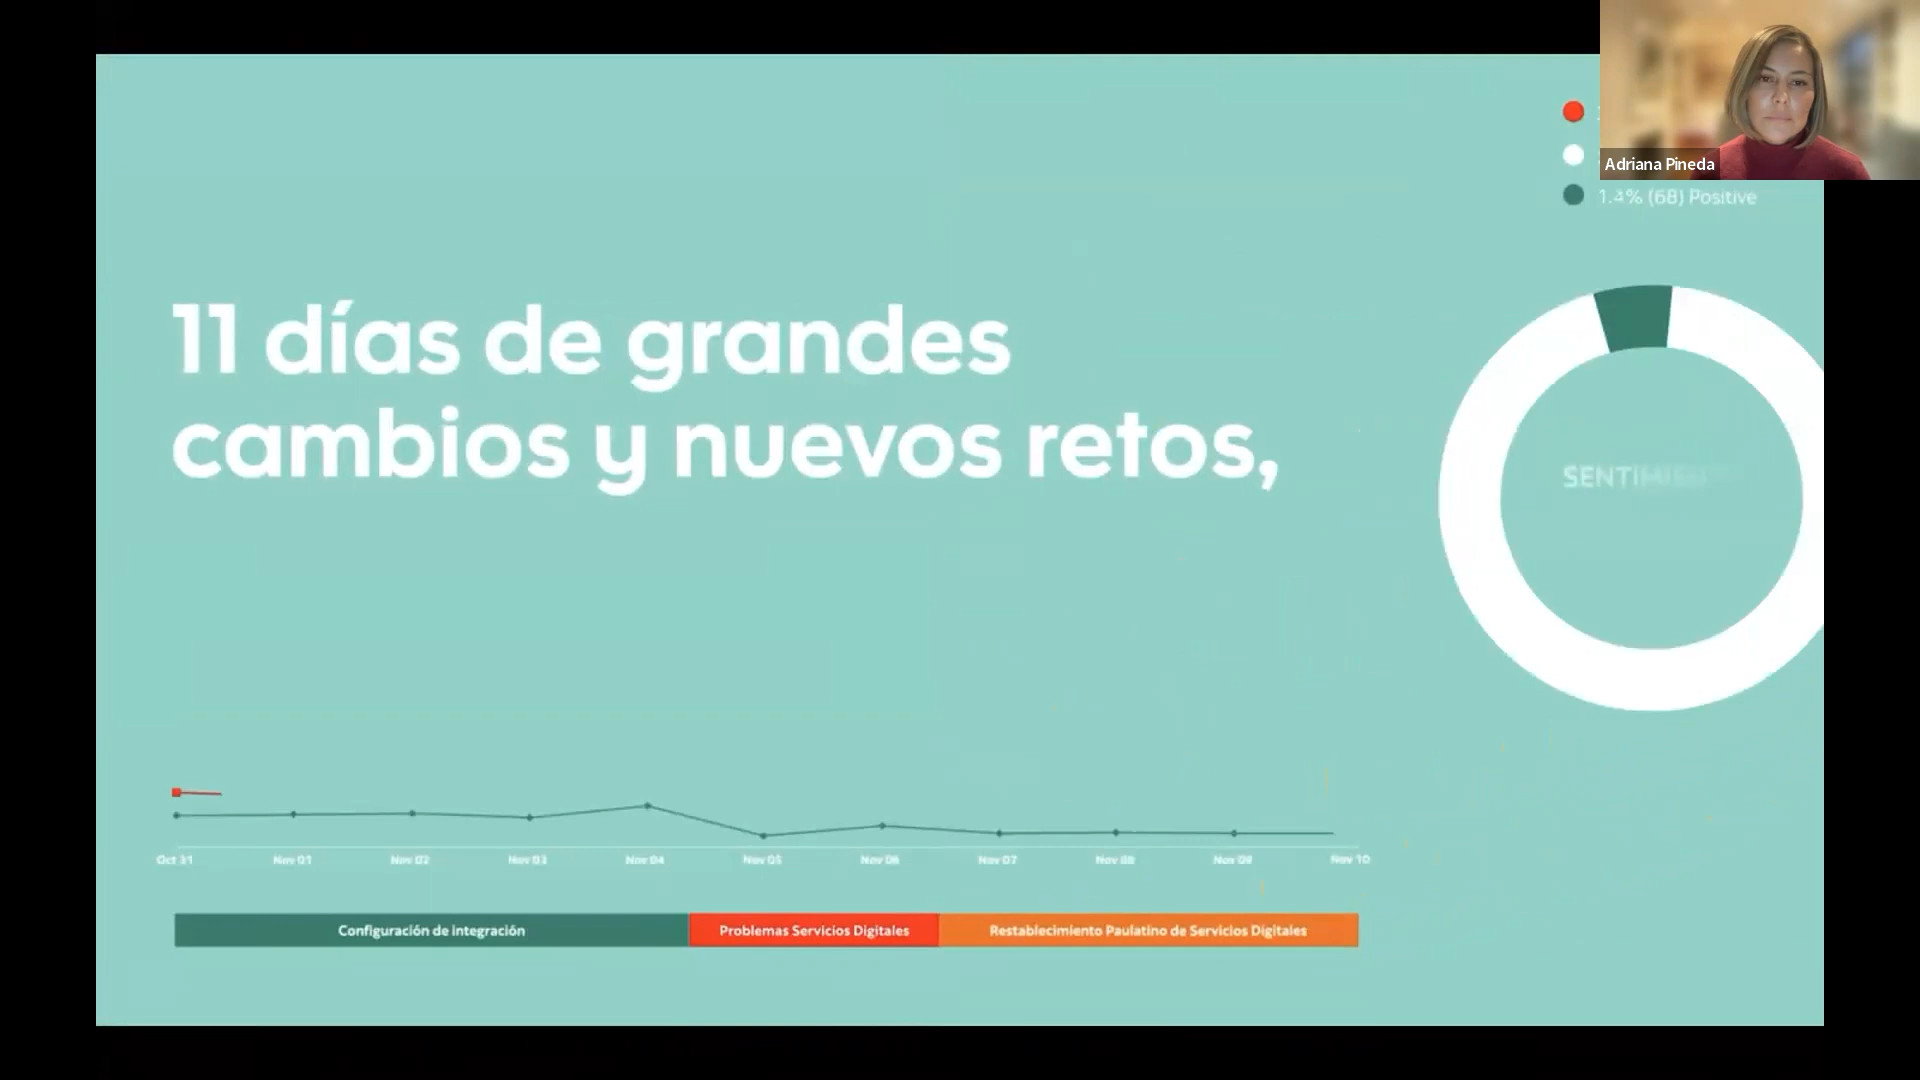 Adriana Pineda
1.4% (68) Positive
11 días de grandes
cambios y nuevos retos,
Oct 31
Nov 01
Nov 02
Nov 03
Nov 04
Nov 05
Nov 06
Nov 07
Nov 08
Nov 09
Nov 10
Configuración de integración
Problemas Servicios Digitales
Restablecimiento Paulatino de Servicios Digitales